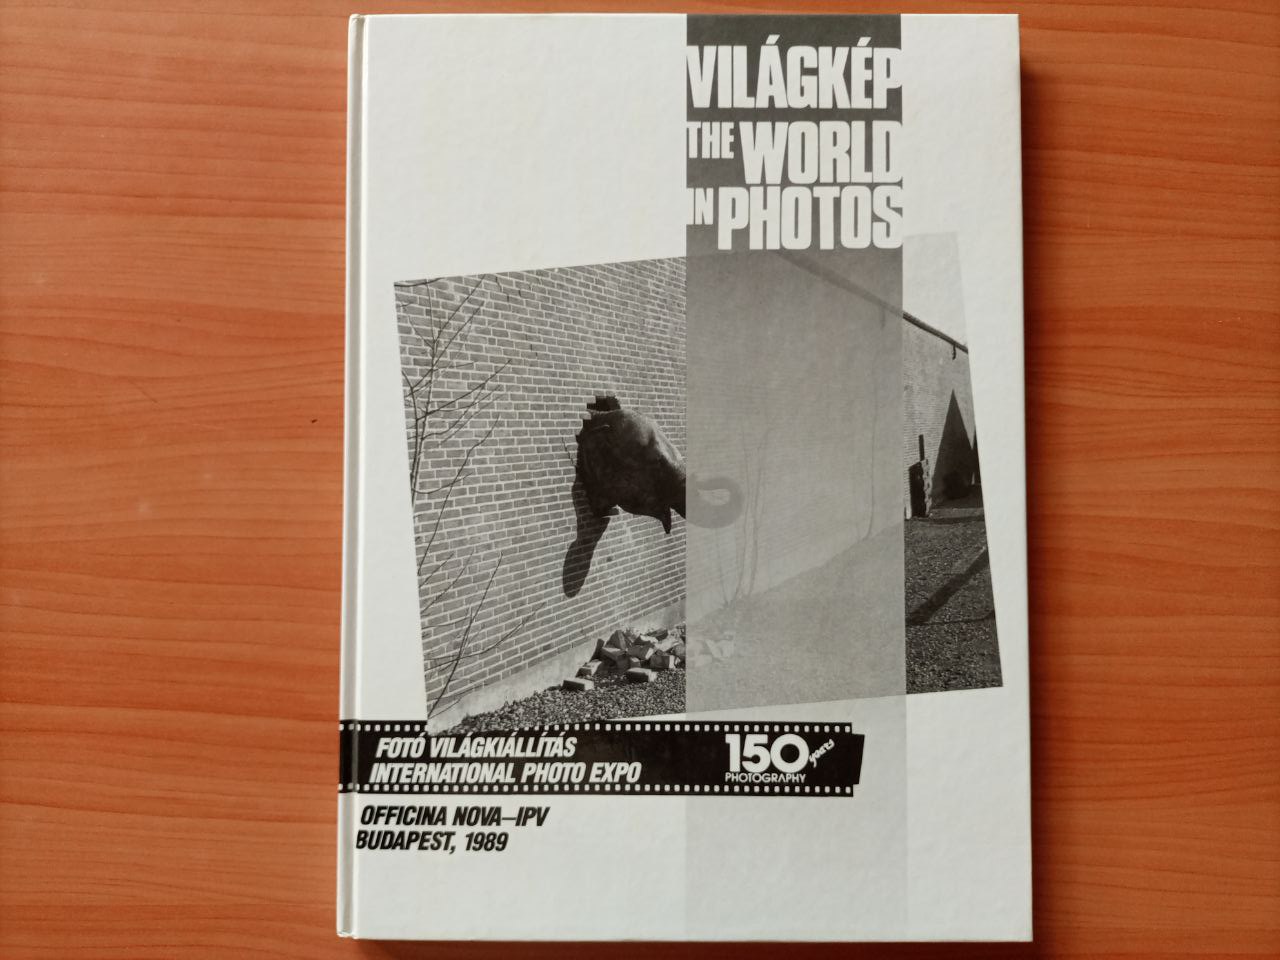 VILÁGKÉP
THE WORLD
IN PHOTOS
FOTÓ VILÁGKIÁLLÍTÁS
INTERNATIONAL PHOTO EXPO
150 years
PHOTOGRAPHY
OFFICINA NOVA–IPV
BUDAPEST, 1989